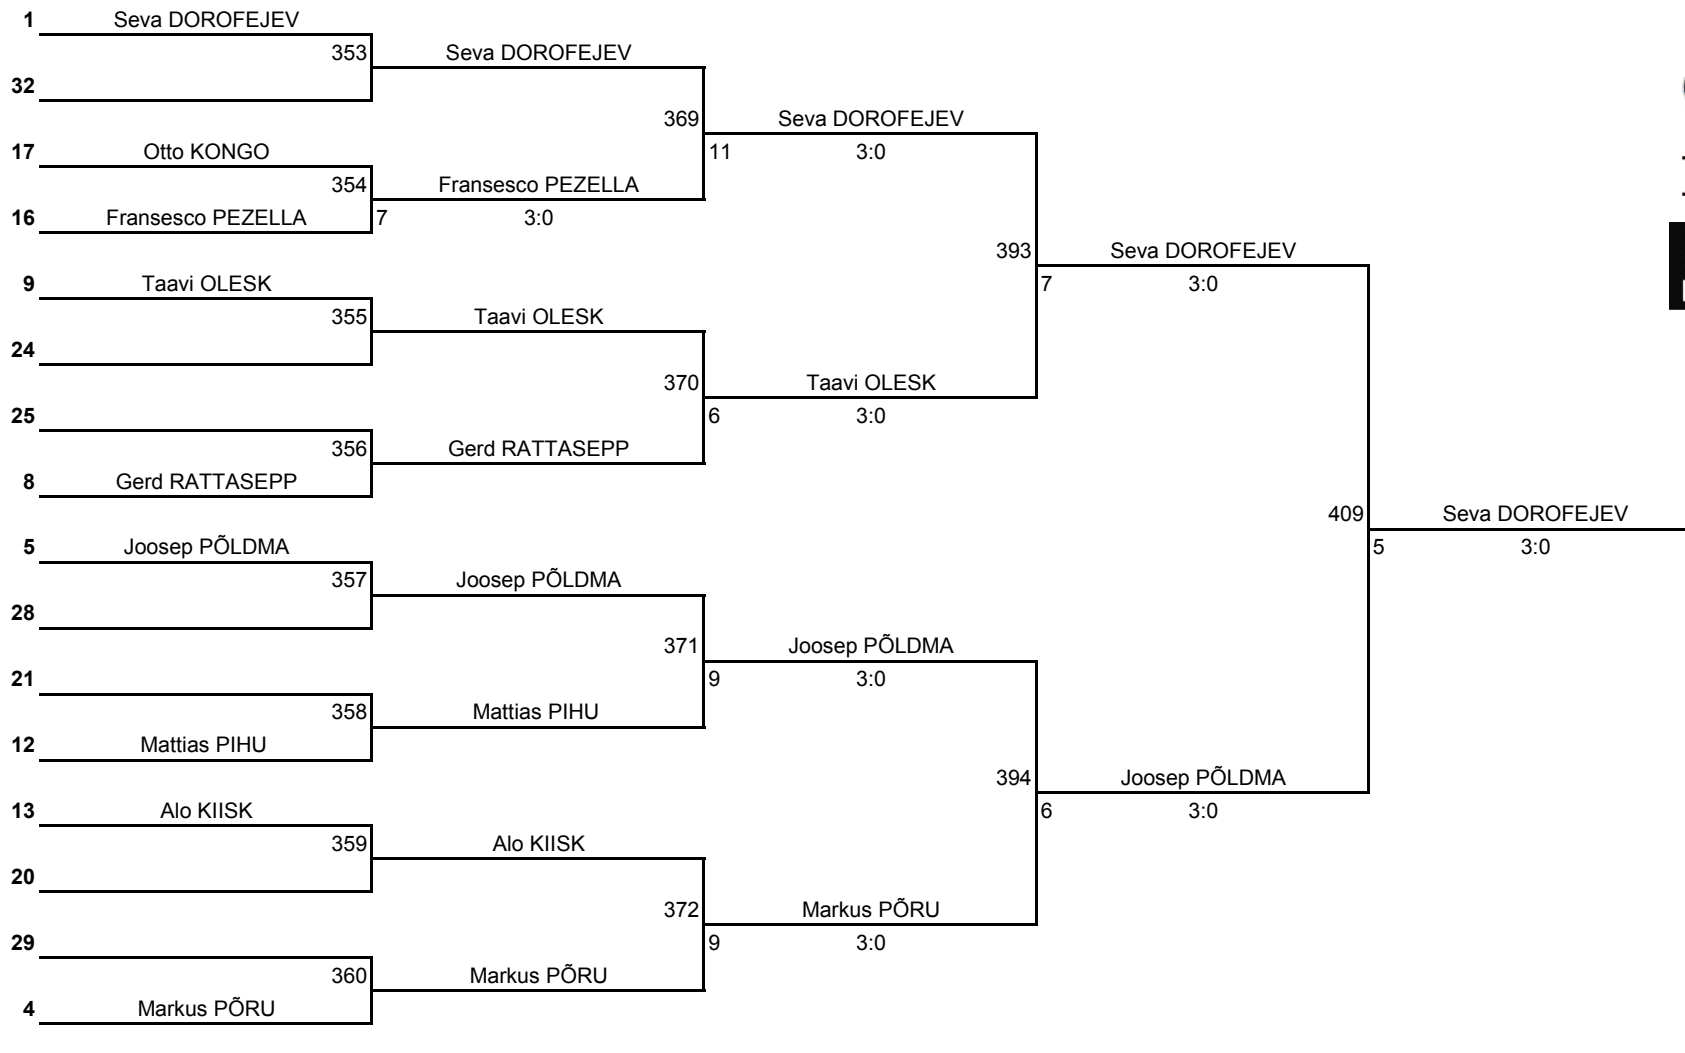 1 Seva DOROFEJEV
353 Seva DOROFEJEV
32
369 Seva DOROFEJEV
17 Otto KONGO 11 3:0
354 Fransesco PEZELLA
16 Fransesco PEZELLA 7 3:0
393 Seva DOROFEJEV
9 Taavi OLESK 7 3:0
355 Taavi OLESK
24
370 Taavi OLESK
25 6 3:0
356 Gerd RATTASEPP
8 Gerd RATTASEPP
409 Seva DOROFEJEV
5 Joosep PÕLDMA 5 3:0
357 Joosep PÕLDMA
28
371 Joosep PÕLDMA
21 9 3:0
358 Mattias PIHU
12 Mattias PIHU
394 Joosep PÕLDMA
13 Alo KIISK 6 3:0
359 Alo KIISK
20
372 Markus PÕRU
29 9 3:0
360 Markus PÕRU
4 Markus PÕRU